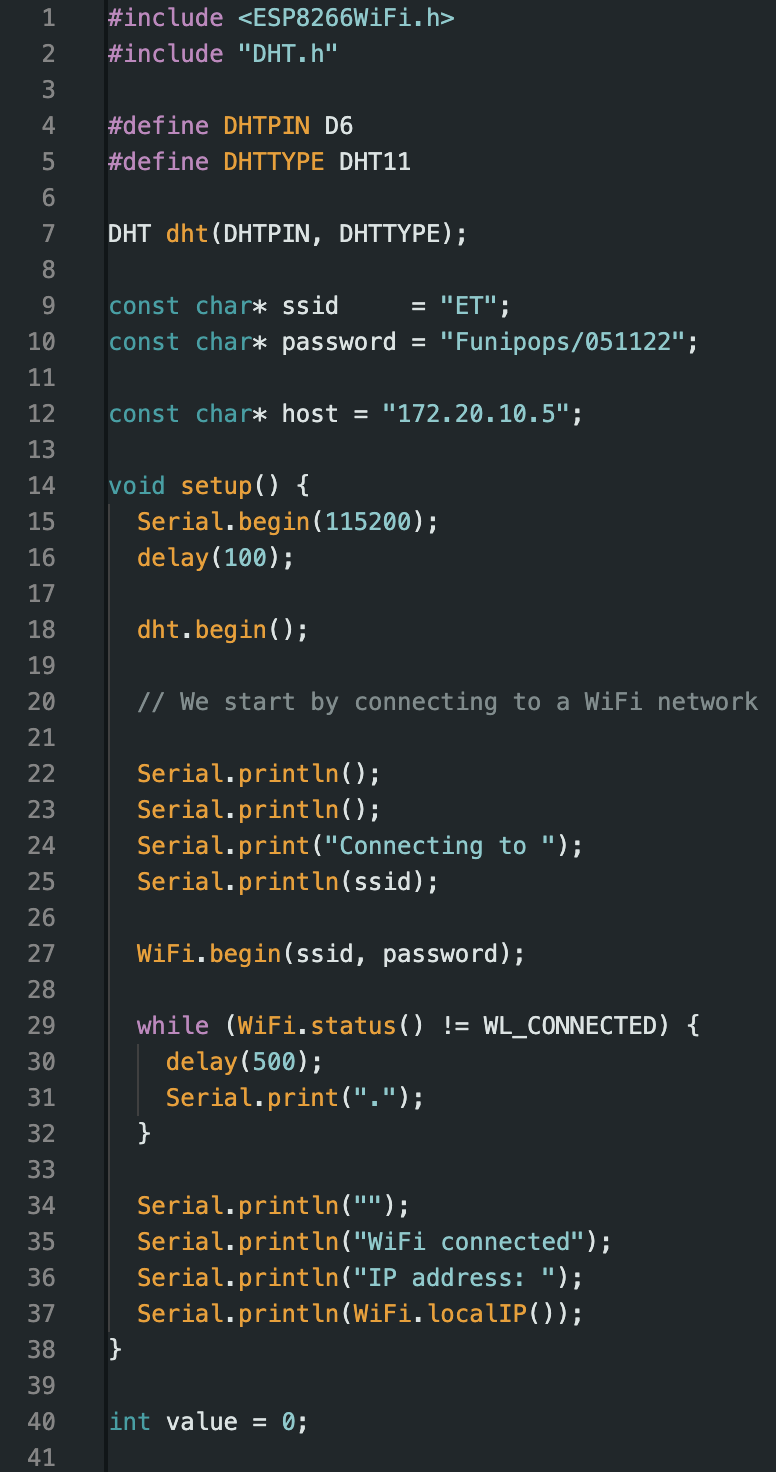 1 #include <ESP8266WiFi.h>
2 #include "DHT.h"
3
4 #define DHTPIN D6
5 #define DHTTYPE DHT11
6
7 DHT dht(DHTPIN, DHTTYPE);
8
9 const char* ssid     = "ET";
10 const char* password = "Funipops/051122";
11
12 const char* host = "172.20.10.5";
13
14 void setup() {
15   Serial.begin(115200);
16   delay(100);
17
18   dht.begin();
19
20   // We start by connecting to a WiFi network
21
22   Serial.println();
23   Serial.println();
24   Serial.print("Connecting to ");
25   Serial.println(ssid);
26
27   WiFi.begin(ssid, password);
28
29   while (WiFi.status() != WL_CONNECTED) {
30     delay(500);
31     Serial.print(".");
32   }
33
34   Serial.println("");
35   Serial.println("WiFi connected");
36   Serial.println("IP address: ");
37   Serial.println(WiFi.localIP());
38 }
39
40 int value = 0;
41